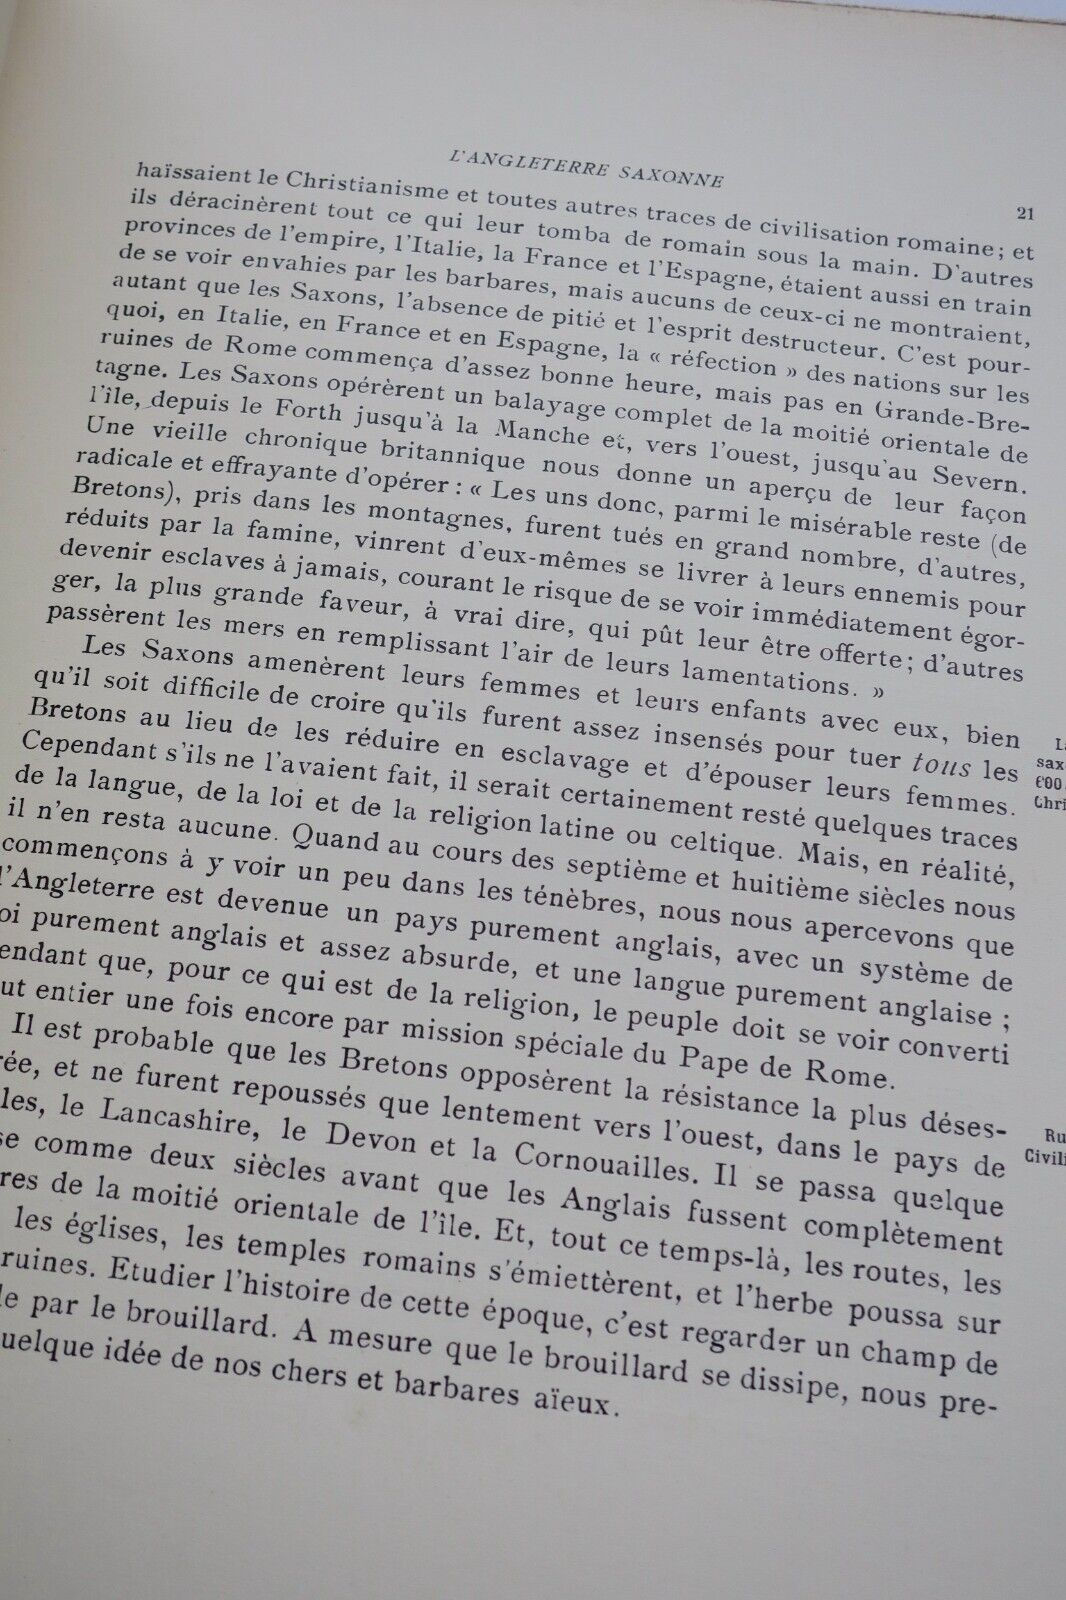 L'ANGLETERRE SAXONNE
21
haïssaient le Christianisme et toutes autres traces de civilisation romaine; et
ils déracinèrent tout ce qui leur tomba de romain sous la main. D'autres
provinces de l'empire, l'Italie, la France et l'Espagne, étaient aussi en train
de se voir envahies par les barbares, mais aucuns de ceux-ci ne montraient,
autant que les Saxons, l'absence de pitié et l'esprit destructeur. C'est pour-
quoi, en Italie, en France et en Espagne, la « réfection » des nations sur les
ruines de Rome commença d'assez bonne heure, mais pas en Grande-Bre-
tagne. Les Saxons opérèrent un balayage complet de la moitié orientale de
l'île, depuis le Forth jusqu'à la Manche et, vers l'ouest, jusqu'au Severn.
Une vieille chronique britannique nous donne un aperçu de leur façon
radicale et effrayante d'opérer : « Les uns donc, parmi le misérable reste (de
Bretons), pris dans les montagnes, furent tués en grand nombre, d'autres,
réduits par la famine, vinrent d'eux-mêmes se livrer à leurs ennemis pour
devenir esclaves à jamais, courant le risque de se voir immédiatement égor-
ger, la plus grande faveur, à vrai dire, qui pût leur être offerte; d'autres
passèrent les mers en remplissant l'air de leurs lamentations. »
Les Saxons amenèrent leurs femmes et leurs enfants avec eux, bien
qu'il soit difficile de croire qu'ils furent assez insensés pour tuer tous les
Bretons au lieu de les réduire en esclavage et d'épouser leurs femmes.
Cependant s'ils ne l'avaient fait, il serait certainement resté quelques traces
de la langue, de la loi et de la religion latine ou celtique. Mais, en réalité,
il n'en resta aucune. Quand au cours des septième et huitième siècles nous
commençons à y voir un peu dans les ténèbres, nous nous apercevons que
l'Angleterre est devenue un pays purement anglais, avec un système de
oi purement anglais et assez absurde, et une langue purement anglaise ;
endant que, pour ce qui est de la religion, le peuple doit se voir converti
ut entier une fois encore par mission spéciale du Pape de Rome.
Il est probable que les Bretons opposèrent la résistance la plus déses-
rée, et ne furent repoussés que lentement vers l'ouest, dans le pays de
les, le Lancashire, le Devon et la Cornouailles. Il se passa quelque
se comme deux siècles avant que les Anglais fussent complètement
res de la moitié orientale de l'île. Et, tout ce temps-là, les routes, les
les églises, les temples romains s'émiettèrent, et l'herbe poussa sur
ruines. Etudier l'histoire de cette époque, c'est regarder un champ de
le par le brouillard. A mesure que le brouillard se dissipe, nous pre-
uelque idée de nos chers et barbares aïeux.
saxo
600
Chri
Ru
Civili